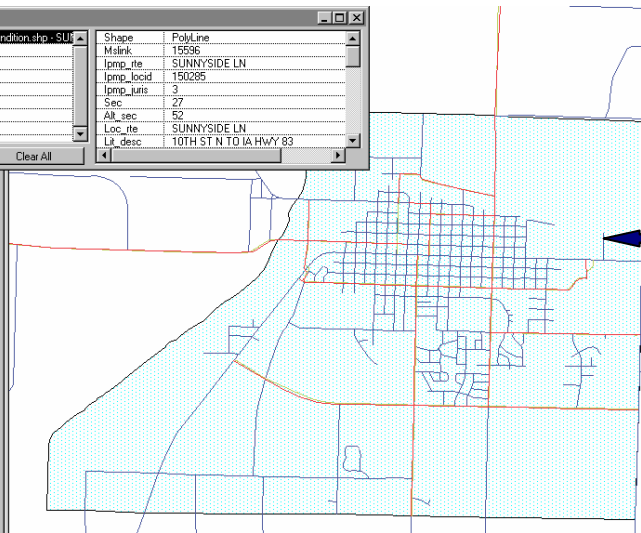 ndition.shp - SUN
Shape PolyLine
Mslink 15596
Ipmp_rte SUNNYSIDE LN
Ipmp_locid 150285
Ipmp_juris 3
Sec 27
Alt_sec 52
Loc_rte SUNNYSIDE LN
Lit_desc 10TH ST N TO IA HWY 83
Clear All